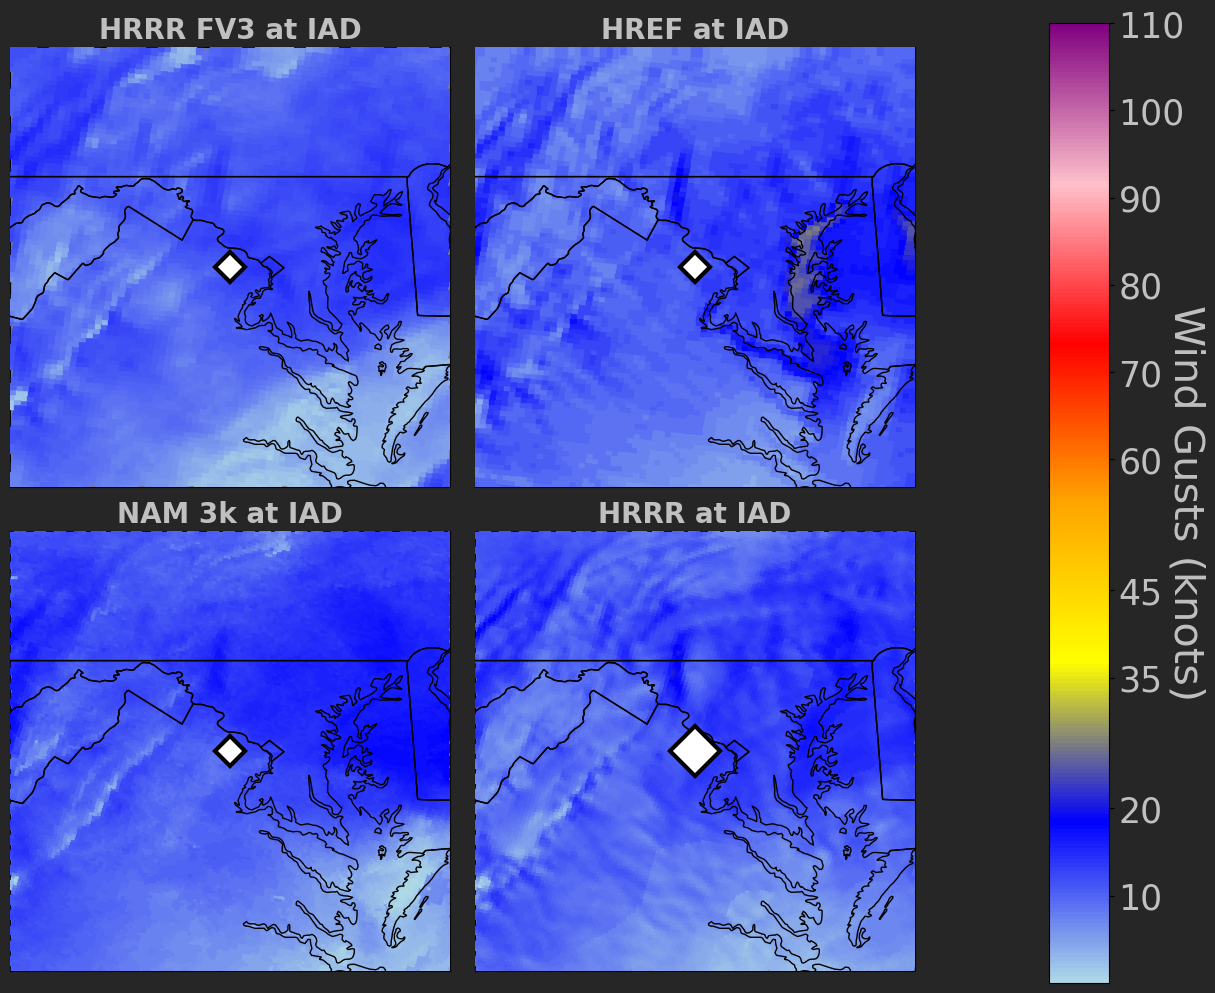 HRRR FV3 at IAD
HREF at IAD
NAM 3k at IAD
HRRR at IAD
110
100
90
80
70
60
45
35
20
10
Wind Gusts (knots)